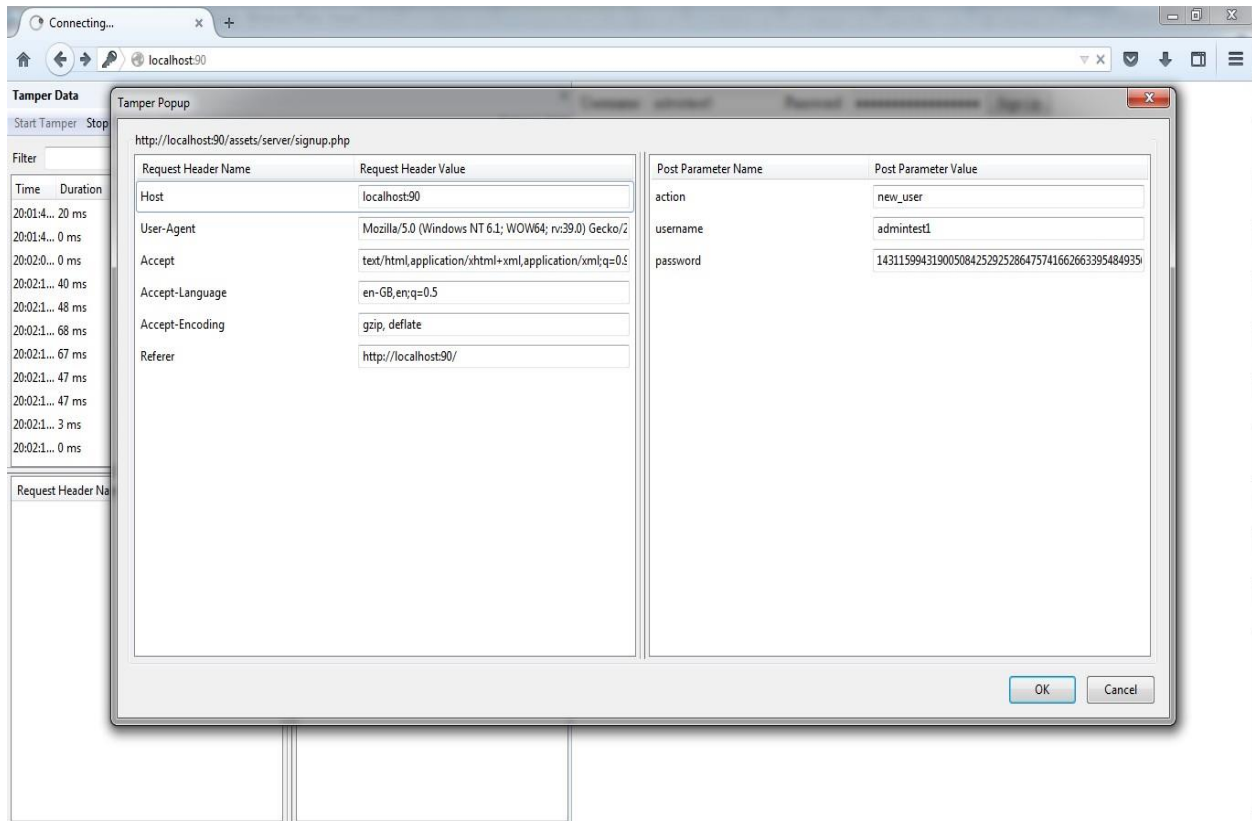 Connecting...
localhost:90
Tamper Data
Start Tamper Stop
Filter
Time Duration
20:01:4... 20 ms
20:01:4... 0 ms
20:02:0... 0 ms
20:02:1... 40 ms
20:02:1... 48 ms
20:02:1... 68 ms
20:02:1... 67 ms
20:02:1... 47 ms
20:02:1... 47 ms
20:02:1... 3 ms
20:02:1... 0 ms
Request Header Na
Tamper Popup
http://localhost:90/assets/server/signup.php
Request Header Name Request Header Value
Host localhost:90
User-Agent Mozilla/5.0 (Windows NT 6.1; WOW64; rv:39.0) Gecko/2
Accept text/html,application/xhtml+xml,application/xml;q=0.9
Accept-Language en-GB,en;q=0.5
Accept-Encoding gzip, deflate
Referer http://localhost:90/
Post Parameter Name Post Parameter Value
action new_user
username admintest1
password
OK Cancel